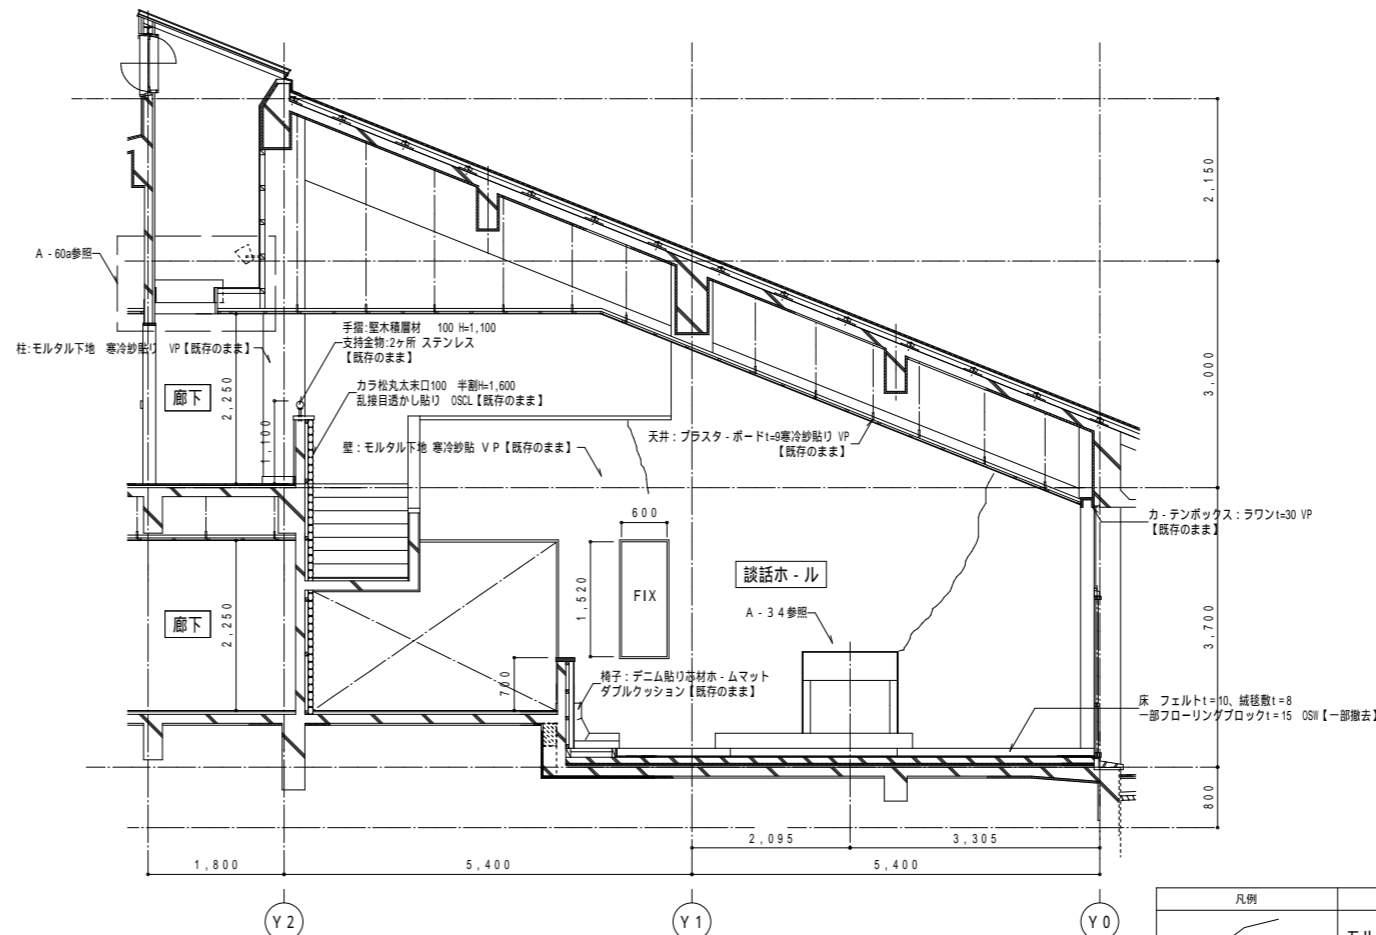 2,150
A - 60a参照
3,000
手摺:堅木積層材　100 H=1,100
支持金物:2ヶ所 ステンレス
【既存のまま】
柱:モルタル下地　寒冷紗貼り　VP【既存のまま】
カラ松丸太末口100　半割H=1,600
乱接目透かし貼り　OSCL【既存のまま】
廊下
2,250
1,100
壁：モルタル下地 寒冷紗貼 ＶＰ【既存のまま】
天井：プラスタ - ボードt=9寒冷紗貼り VP
【既存のまま】
カ - テンボックス：ラワンt=30 VP
【既存のまま】
600
談話ホ - ル
1,520
FIX
A - ３４参照
廊下
2,250
3,700
700
椅子：デニム貼り芯材ホ - ムマット
ダブルクッション【既存のまま】
床　フェルトt＝10、絨毯敷t＝8
一部フローリングブロックt＝15　OSW【一部撤去】
800
2,095
3,305
1,800
5,400
5,400
Y 2
Y 1
Y 0
凡例